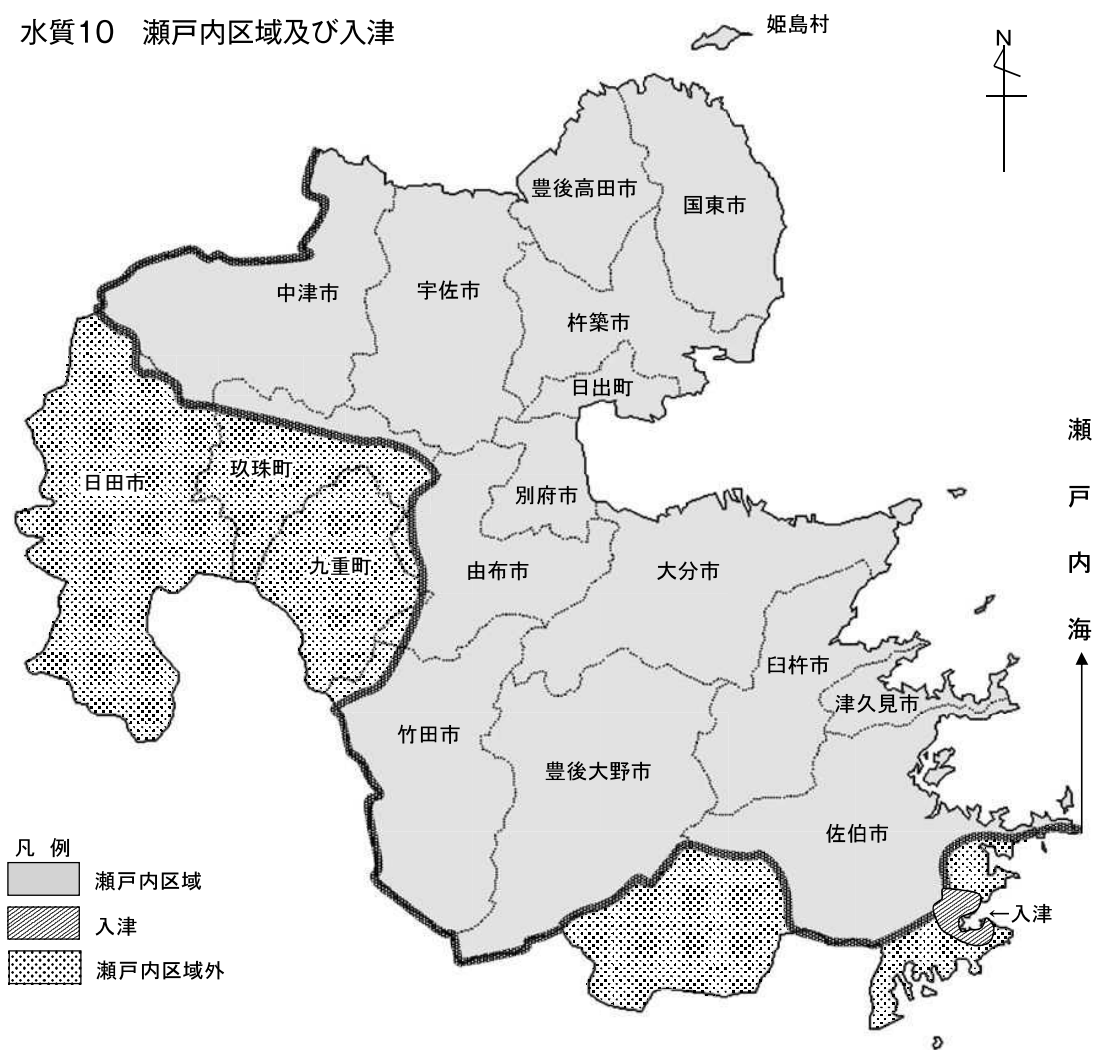 水質10　瀬戸内区域及び入津
姫島村
N
豊後高田市
国東市
中津市
宇佐市
杵築市
日出町
瀬戸内海
日田市
玖珠町
別府市
九重町
由布市
大分市
臼杵市
津久見市
竹田市
豊後大野市
佐伯市
←入津
凡 例
瀬戸内区域
入津
瀬戸内区域外